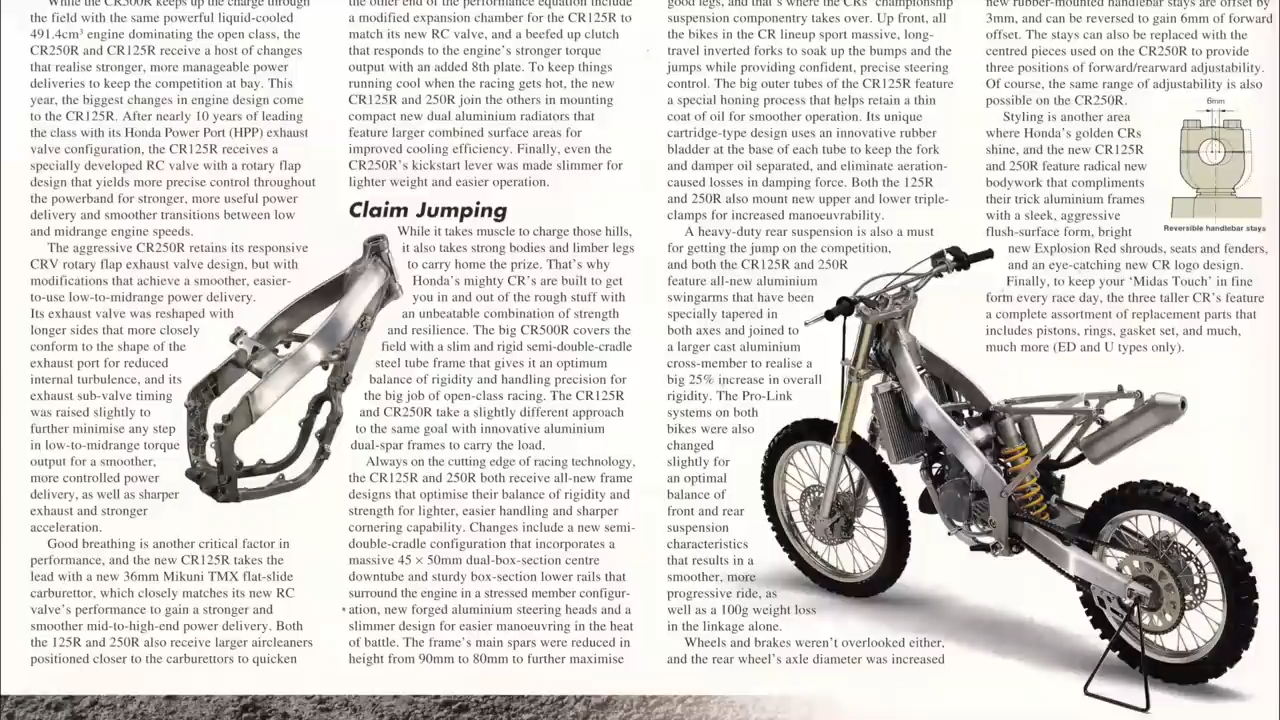 While the CR500R keeps up the charge through
the field with the same powerful liquid-cooled
491.4cm³ engine dominating the open class, the
CR250R and CR125R receive a host of changes
that realise stronger, more manageable power
deliveries to keep the competition at bay. This
year, the biggest changes in engine design come
to the CR125R. After nearly 10 years of leading
the class with its Honda Power Port (HPP) exhaust
valve configuration, the CR125R receives a
specially developed RC valve with a rotary flap
design that yields more precise control throughout
the powerband for stronger, more useful power
delivery and smoother transitions between low
and midrange engine speeds.
The aggressive CR250R retains its responsive
CRV rotary flap exhaust valve design, but with
modifications that achieve a smoother, easier-
to-use low-to-midrange power delivery.
Its exhaust valve was reshaped with
longer sides that more closely
conform to the shape of the
exhaust port for reduced
internal turbulence, and its
exhaust sub-valve timing
was raised slightly to
further minimise any step
in low-to-midrange torque
output for a smoother,
more controlled power
delivery, as well as sharper
exhaust and stronger
acceleration.
Good breathing is another critical factor in
performance, and the new CR125R takes the
lead with a new 36mm Mikuni TMX flat-slide
carburettor, which closely matches its new RC
valve's performance to gain a stronger and
smoother mid-to-high-end power delivery. Both
the 125R and 250R also receive larger aircleaners
positioned closer to the carburettors to quicken
the other end of the performance equation include
a modified expansion chamber for the CR125R to
match its new RC valve, and a beefed up clutch
that responds to the engine's stronger torque
output with an added 8th plate. To keep things
running cool when the racing gets hot, the new
CR125R and 250R join the others in mounting
compact new dual aluminium radiators that
feature larger combined surface areas for
improved cooling efficiency. Finally, even the
CR250R's kickstart lever was made slimmer for
lighter weight and easier operation.
Claim Jumping
While it takes muscle to charge those hills,
it also takes strong bodies and limber legs
to carry home the prize. That's why
Honda's mighty CR's are built to get
you in and out of the rough stuff with
an unbeatable combination of strength
and resilience. The big CR500R covers the
field with a slim and rigid semi-double-cradle
steel tube frame that gives it an optimum
balance of rigidity and handling precision for
the big job of open-class racing. The CR125R
and CR250R take a slightly different approach
to the same goal with innovative aluminium
dual-spar frames to carry the load.
Always on the cutting edge of racing technology,
the CR125R and 250R both receive all-new frame
designs that optimise their balance of rigidity and
strength for lighter, easier handling and sharper
cornering capability. Changes include a new semi-
double-cradle configuration that incorporates a
massive 45 × 50mm dual-box-section centre
downtube and sturdy box-section lower rails that
surround the engine in a stressed member configur-
ation, new forged aluminium steering heads and a
slimmer design for easier manoeuvring in the heat
of battle. The frame's main spars were reduced in
height from 90mm to 80mm to further maximise
good legs, and that's where the CRs' championship
suspension componentry takes over. Up front, all
the bikes in the CR lineup sport massive, long-
travel inverted forks to soak up the bumps and the
jumps while providing confident, precise steering
control. The big outer tubes of the CR125R feature
a special honing process that helps retain a thin
coat of oil for smoother operation. Its unique
cartridge-type design uses an innovative rubber
bladder at the base of each tube to keep the fork
and damper oil separated, and eliminate aeration-
caused losses in damping force. Both the 125R
and 250R also mount new upper and lower triple-
clamps for increased manoeuvrability.
A heavy-duty rear suspension is also a must
for getting the jump on the competition,
and both the CR125R and 250R
feature all-new aluminium
swingarms that have been
specially tapered in
both axes and joined to
a larger cast aluminium
cross-member to realise a
big 25% increase in overall
rigidity. The Pro-Link
systems on both
bikes were also
changed
slightly for
an optimal
balance of
front and rear
suspension
characteristics
that results in a
smoother, more
progressive ride, as
well as a 100g weight loss
in the linkage alone.
Wheels and brakes weren't overlooked either,
and the rear wheel's axle diameter was increased
new rubber-mounted handlebar stays are offset by
3mm, and can be reversed to gain 6mm of forward
offset. The stays can also be replaced with the
centred pieces used on the CR250R to provide
three positions of forward/rearward adjustability.
Of course, the same range of adjustability is also
possible on the CR250R.
6mm
Styling is another area
where Honda's golden CRs
shine, and the new CR125R
and 250R feature radical new
bodywork that compliments
their trick aluminium frames
with a sleek, aggressive
flush-surface form, bright
Reversible handlebar stays
new Explosion Red shrouds, seats and fenders,
and an eye-catching new CR logo design.
Finally, to keep your 'Midas Touch' in fine
form every race day, the three taller CR's feature
a complete assortment of replacement parts that
includes pistons, rings, gasket set, and much,
much more (ED and U types only).